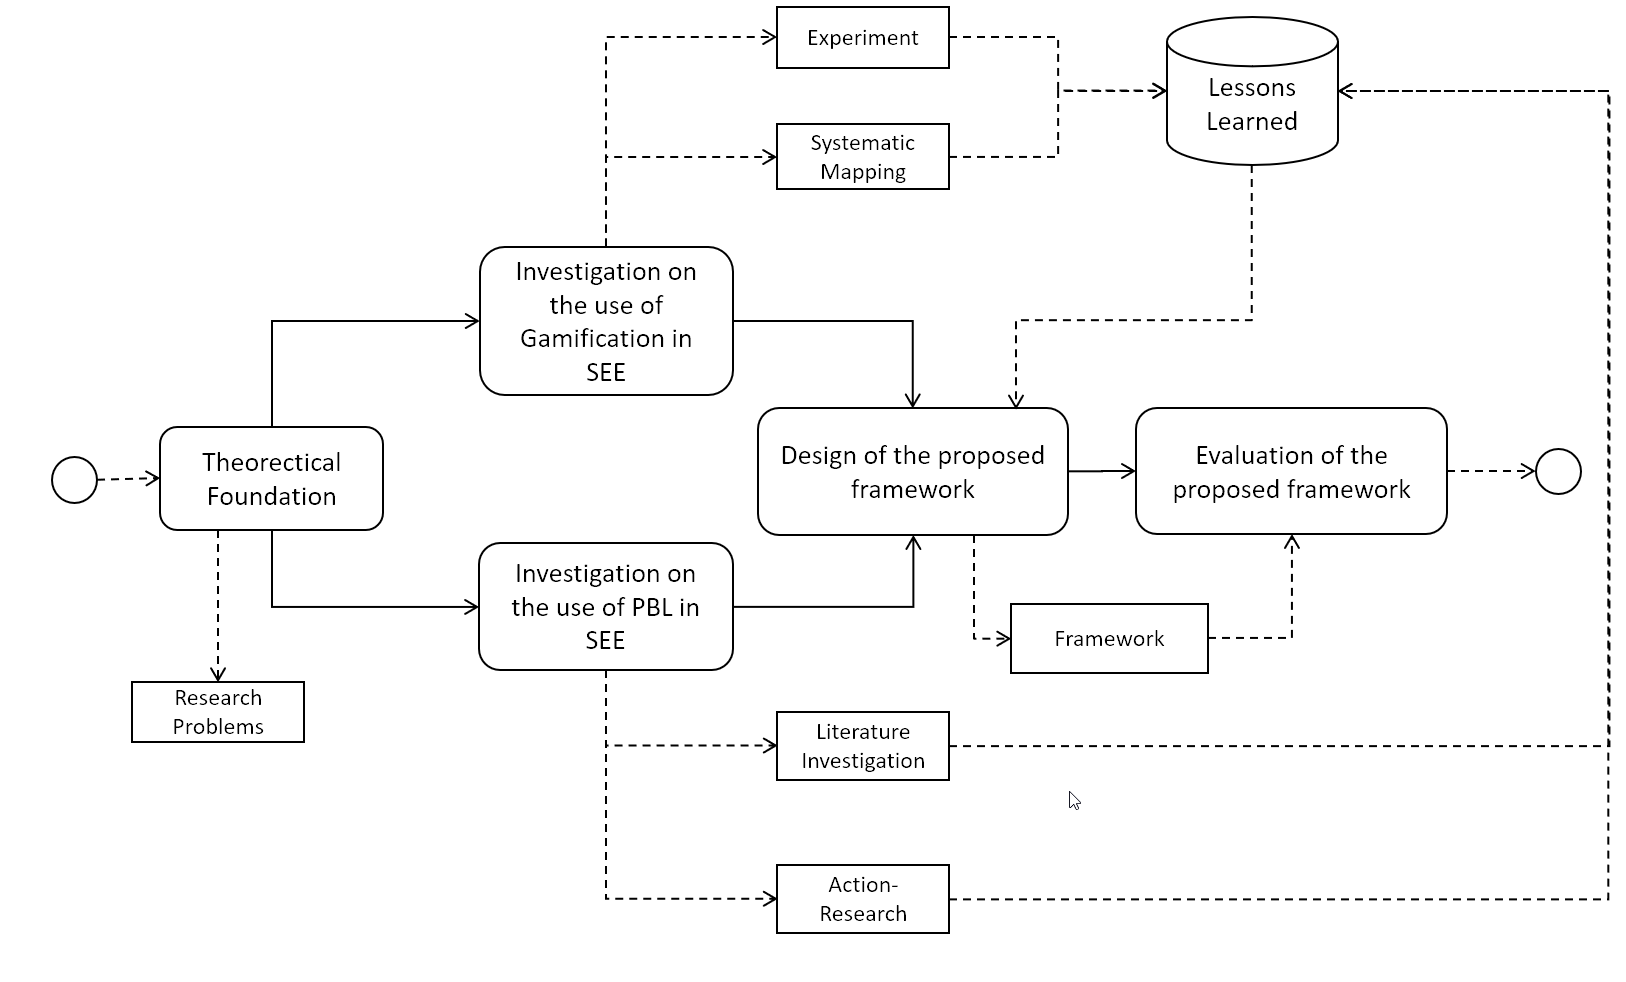 Experiment
Lessons
Learned
Systematic
Mapping
Investigation on
the use of
Gamification in
SEE
Theorectical
Foundation
Design of the proposed
framework
Evaluation of the
proposed framework
Investigation on
the use of PBL in
SEE
Framework
Research
Problems
Literature
Investigation
Action-
Research